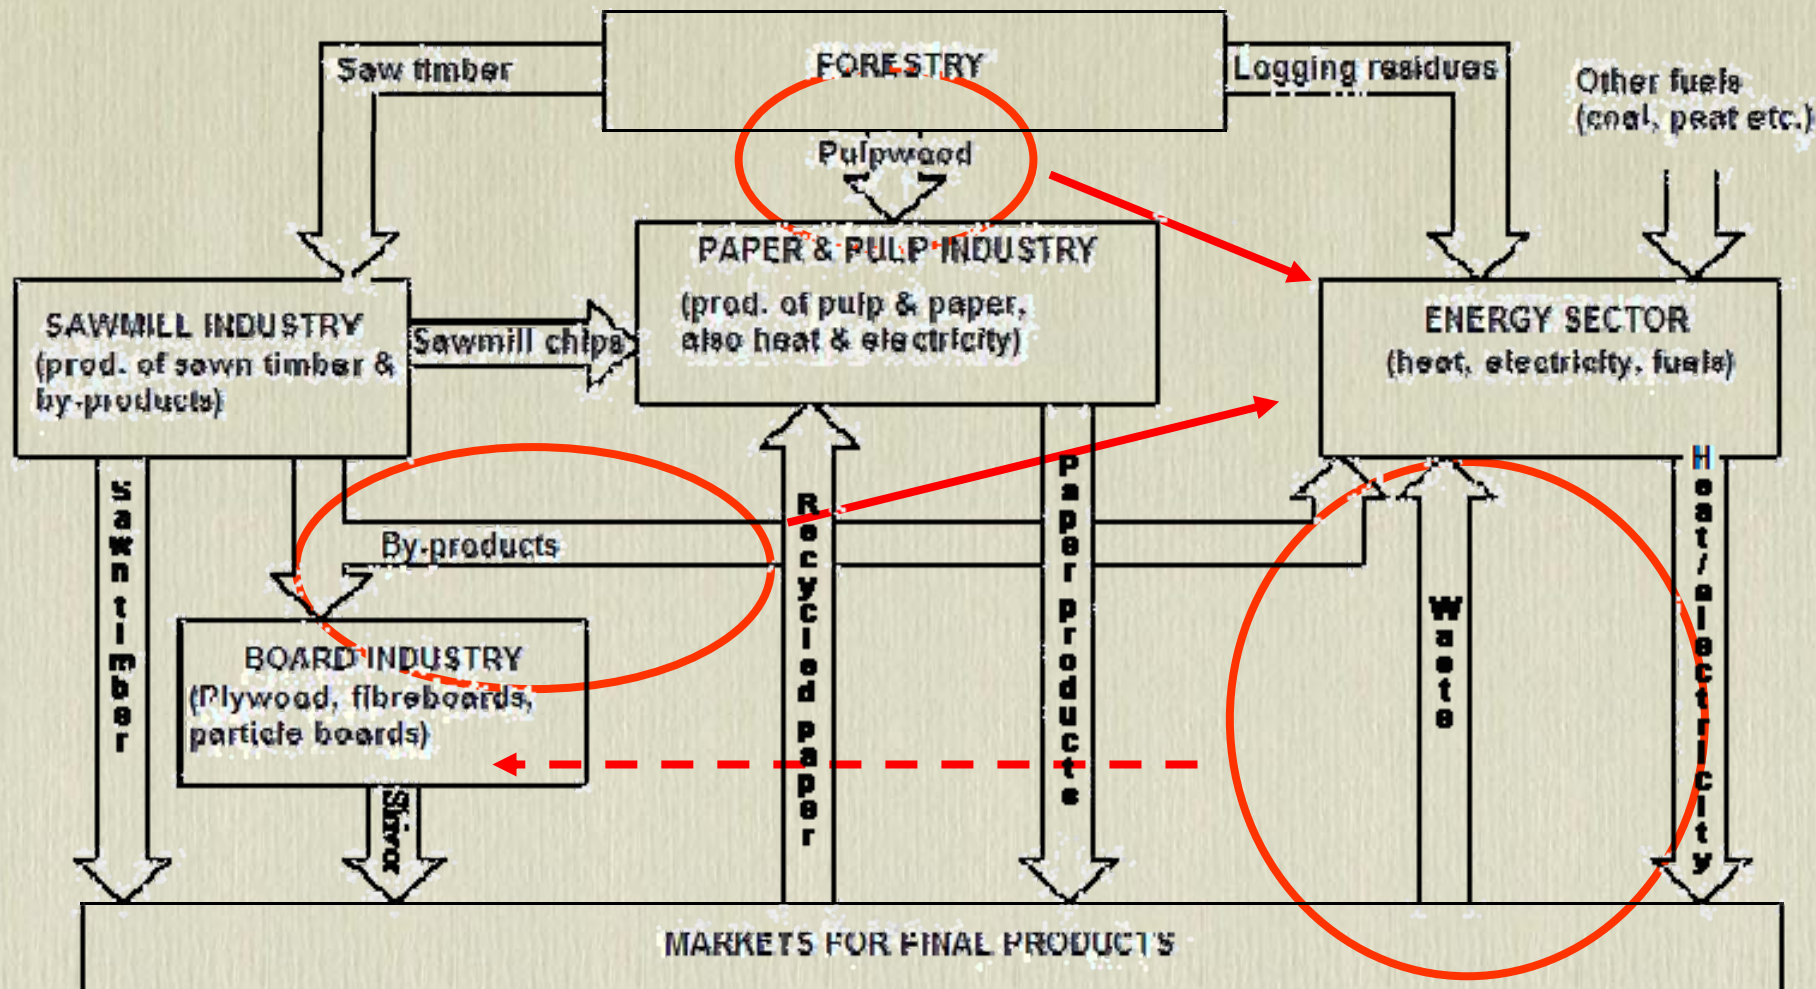 FORESTRY
Saw timber
Logging residues
Other fuels
(coal, peat etc.)
Pulpwood
PAPER & PULP INDUSTRY
(prod. of pulp & paper,
also heat & electricity)
SAWMILL INDUSTRY
(prod. of sawn timber &
by-products)
Sawmill chips
ENERGY SECTOR
(heat, electricity, fuels)
Sawn timber
By-products
Recycled paper
Paper products
Waste
Heat/electricity
BOARD INDUSTRY
(Plywood, fibreboards,
particle boards)
MARKETS FOR FINAL PRODUCTS